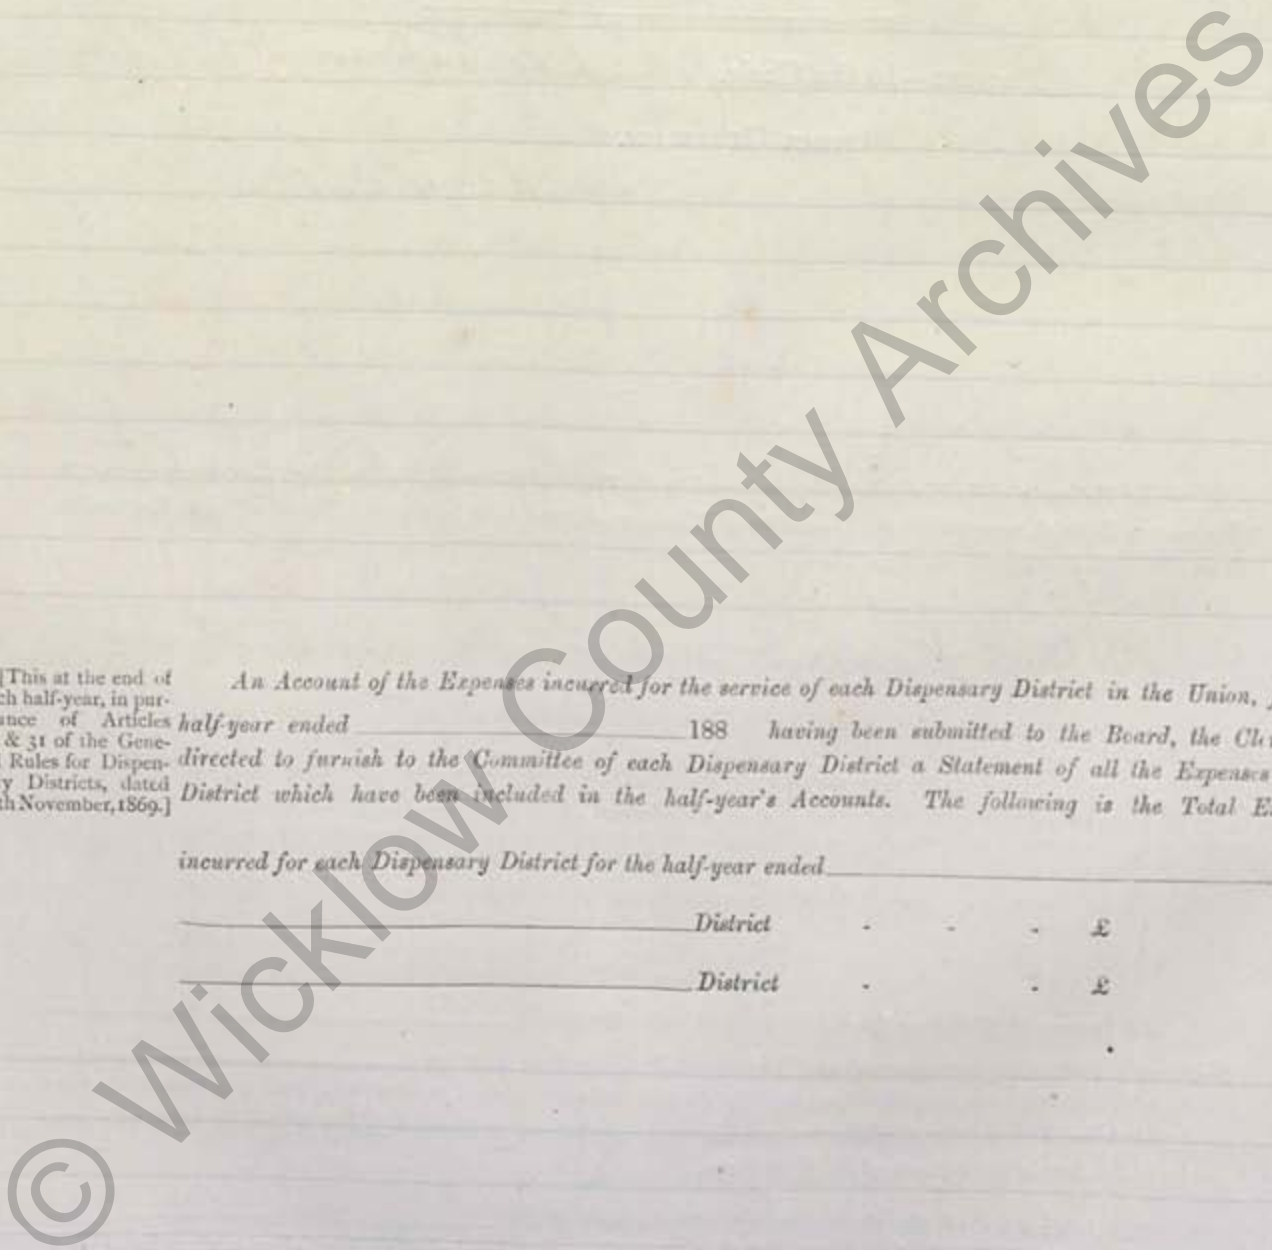 [This at the end of
ch half-year, in pur-
ance of Articles
& 31 of the Gene-
Rules for Dispen-
y Districts, dated
th November, 1869.]
An Account of the Expenses incurred for the service of each Dispensary District in the Union,
half-year ended 188 having been submitted to the Board, the Cle
directed to furnish to the Committee of each Dispensary District a Statement of all the Expenses
District which have been included in the half-year's Accounts. The following is the Total E
incurred for each Dispensary District for the half-year ended
District - - - £
District - - £
© Wicklow County Archives